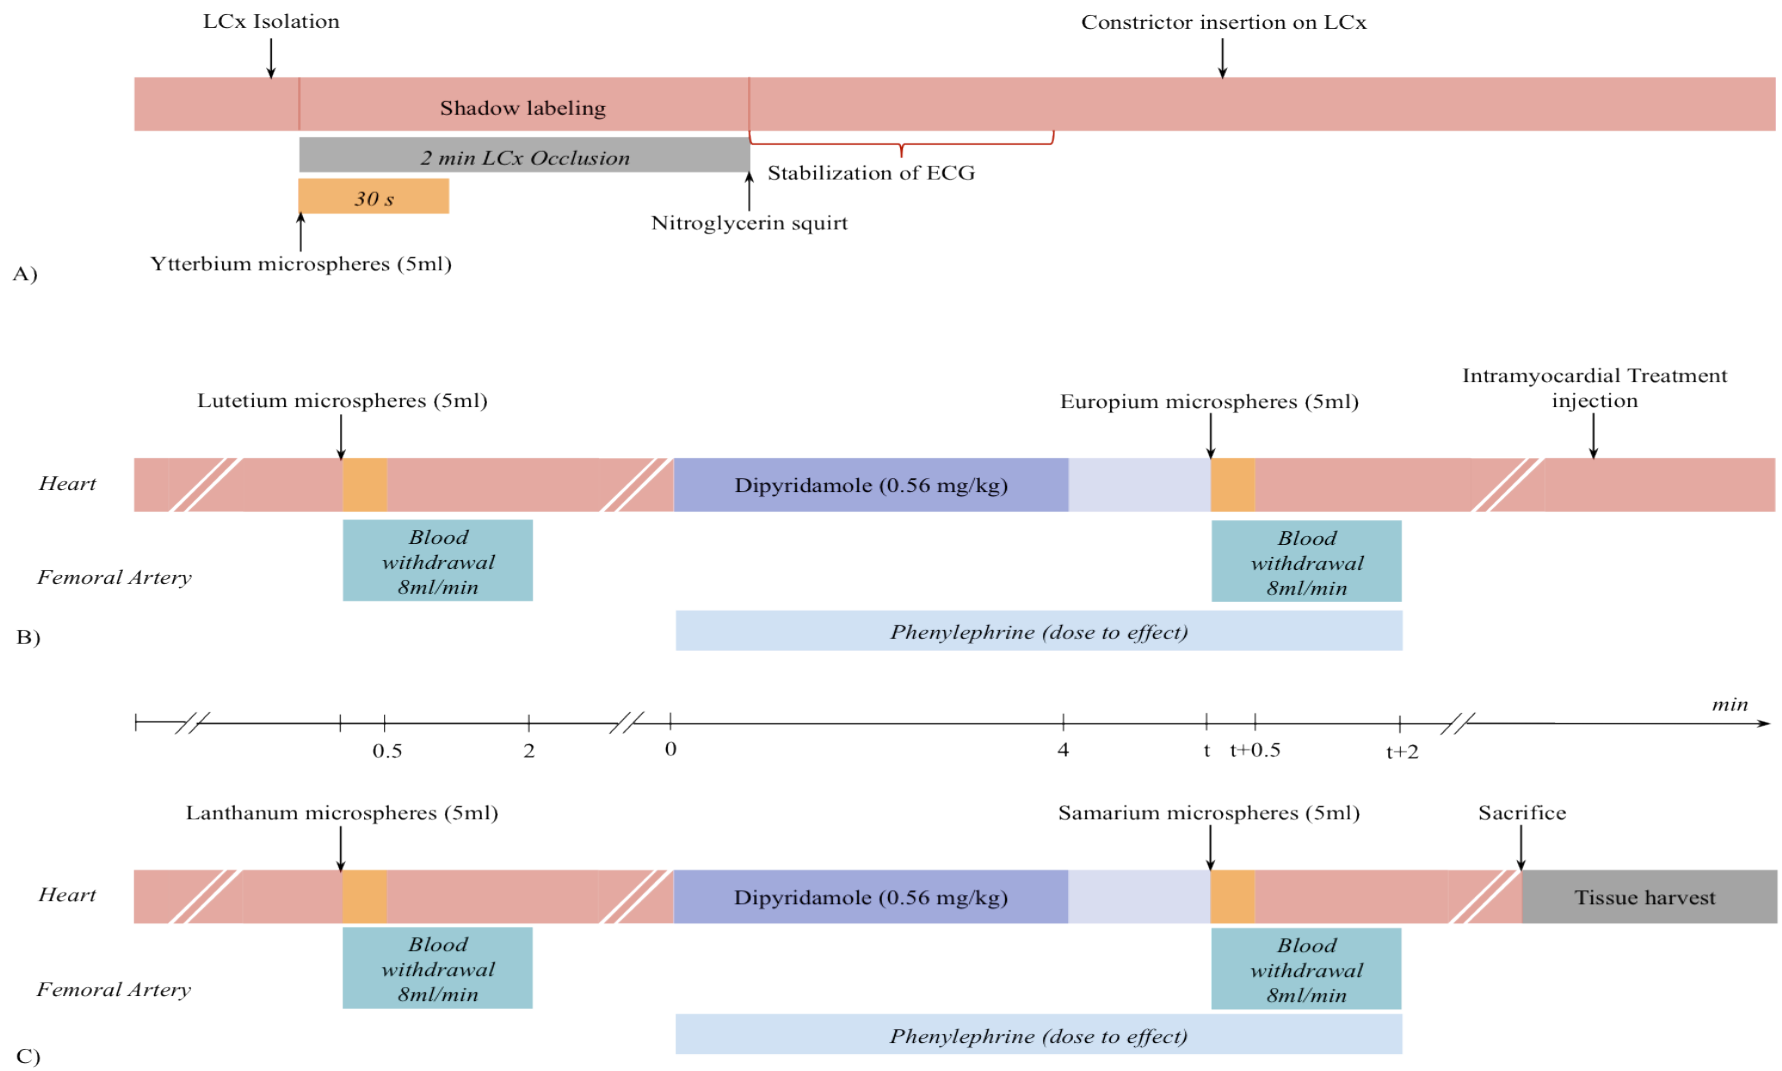 LCx Isolation
Constrictor insertion on LCx
Shadow labeling
2 min LCx Occlusion
Stabilization of ECG
30 s
Nitroglycerin squirt
Ytterbium microspheres (5ml)
A)
Intramyocardial Treatment
injection
Lutetium microspheres (5ml)
Europium microspheres (5ml)
Heart
Dipyridamole (0.56 mg/kg)
Femoral Artery
Blood
withdrawal
8ml/min
Blood
withdrawal
8ml/min
Phenylephrine (dose to effect)
B)
min
0.5
2
0
4
t
t+0.5
t+2
Lanthanum microspheres (5ml)
Samarium microspheres (5ml)
Sacrifice
Heart
Dipyridamole (0.56 mg/kg)
Tissue harvest
Femoral Artery
Blood
withdrawal
8ml/min
Blood
withdrawal
8ml/min
Phenylephrine (dose to effect)
C)